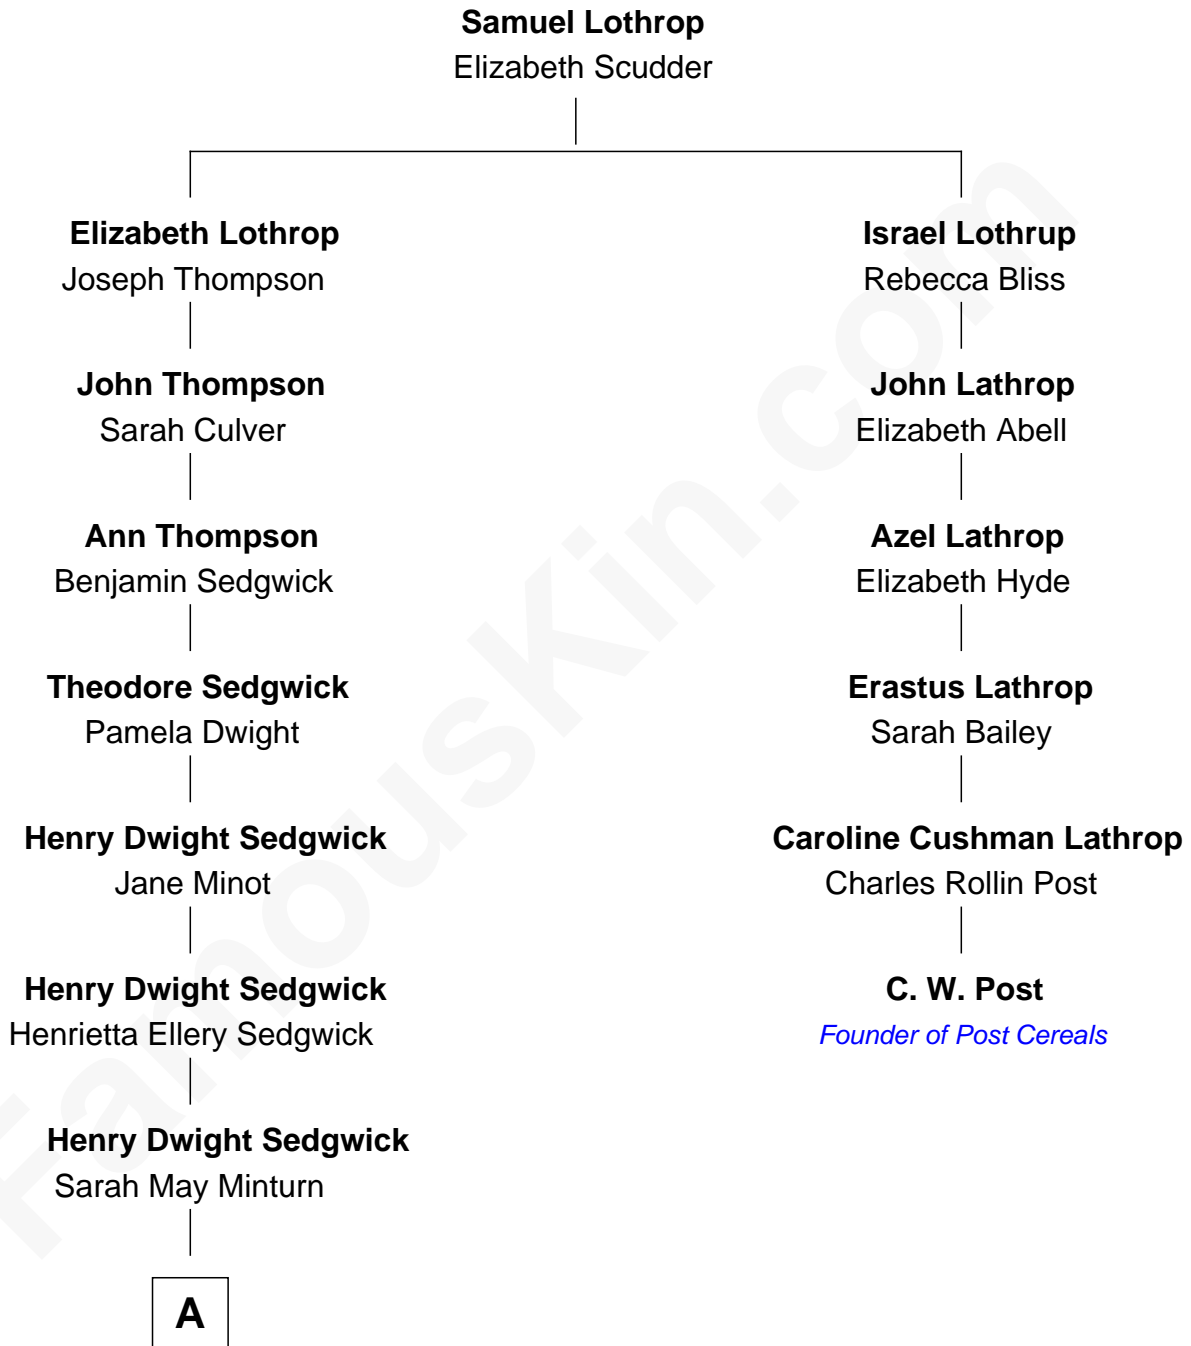 Samuel Lothrop
Elizabeth Scudder
Elizabeth Lothrop
Joseph Thompson
Israel Lothrup
Rebecca Bliss
John Thompson
Sarah Culver
John Lathrop
Elizabeth Abell
Ann Thompson
Benjamin Sedgwick
Azel Lathrop
Elizabeth Hyde
Theodore Sedgwick
Pamela Dwight
Erastus Lathrop
Sarah Bailey
Henry Dwight Sedgwick
Jane Minot
Caroline Cushman Lathrop
Charles Rollin Post
Henry Dwight Sedgwick
Henrietta Ellery Sedgwick
C. W. Post
Founder of Post Cereals
Henry Dwight Sedgwick
Sarah May Minturn
A
FamousKin.com